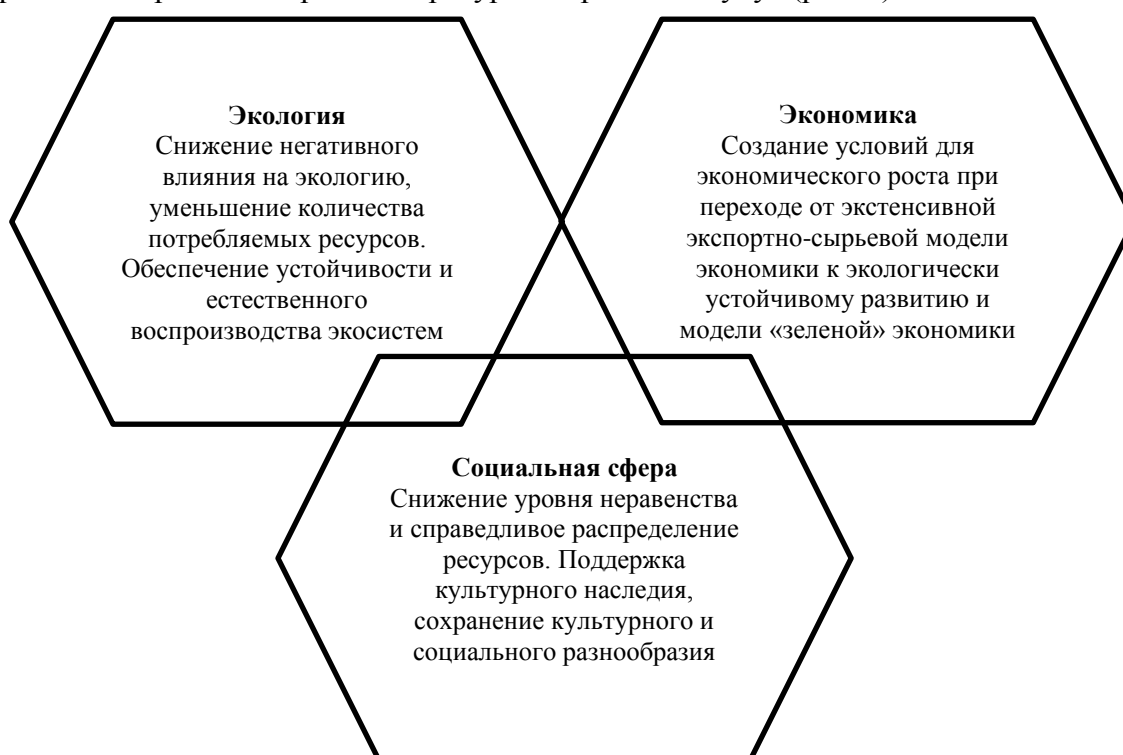 Экология
Снижение негативного
влияния на экологию,
уменьшение количества
потребляемых ресурсов.
Обеспечение устойчивости и
естественного
воспроизводства экосистем
Экономика
Создание условий для
экономического роста при
переходе от экстенсивной
экспортно-сырьевой модели
экономики к экологически
устойчивому развитию и
модели «зеленой» экономики
Социальная сфера
Снижение уровня неравенства
и справедливое распределение
ресурсов. Поддержка
культурного наследия,
сохранение культурного и
социального разнообразия